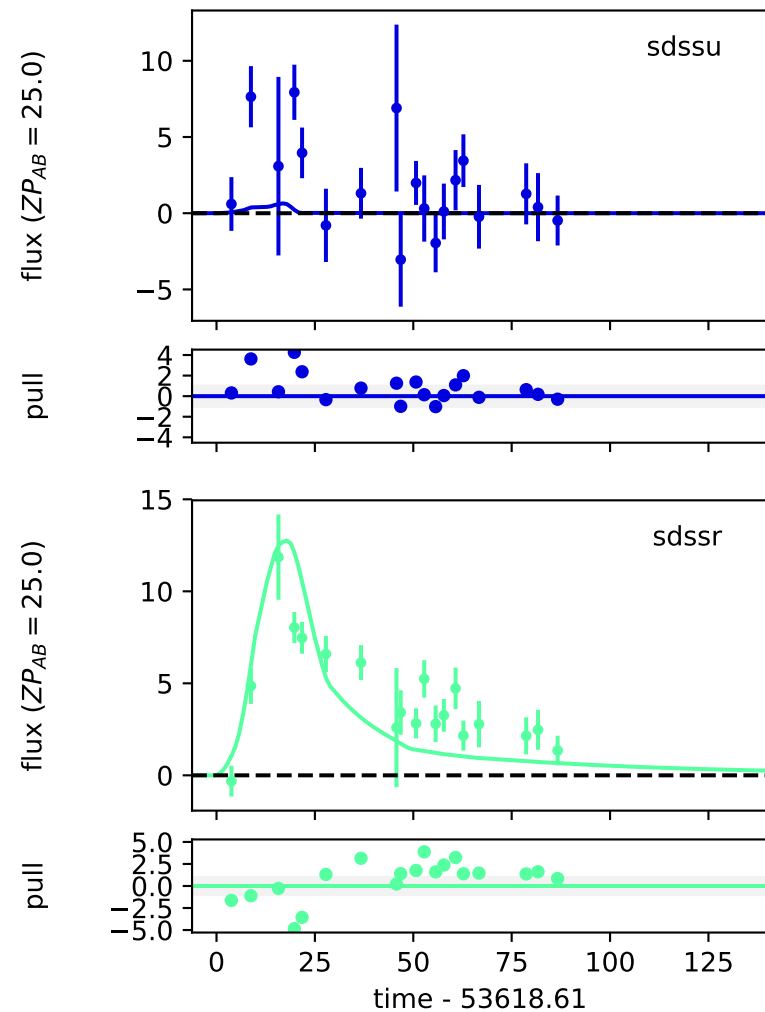 sdssu
flux (ZP_AB = 25.0)
10
5
0
−5
pull
4
2
0
−2
−4
sdssr
flux (ZP_AB = 25.0)
15
10
5
0
pull
5.0
2.5
0.0
−2.5
−5.0
0 25 50 75 100 125
time - 53618.61